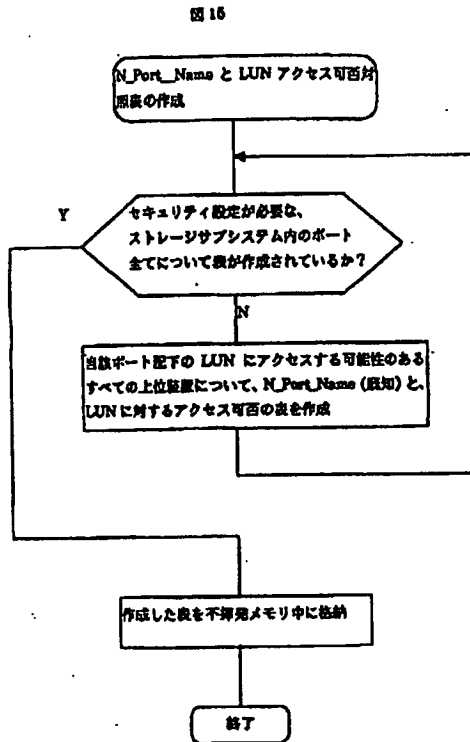 図 15
N_Port_Name と LUN アクセス可否対
照表の作成
セキュリティ設定が必要な、
ストレージサブシステム内のポート
全てについて表が作成されているか？
Y
N
当該ポート配下の LUN にアクセスする可能性のある
すべての上位装置について、N_Port_Name (既知) と、
LUN に対するアクセス可否の表を作成
作成した表を不揮発メモリ中に格納
終了